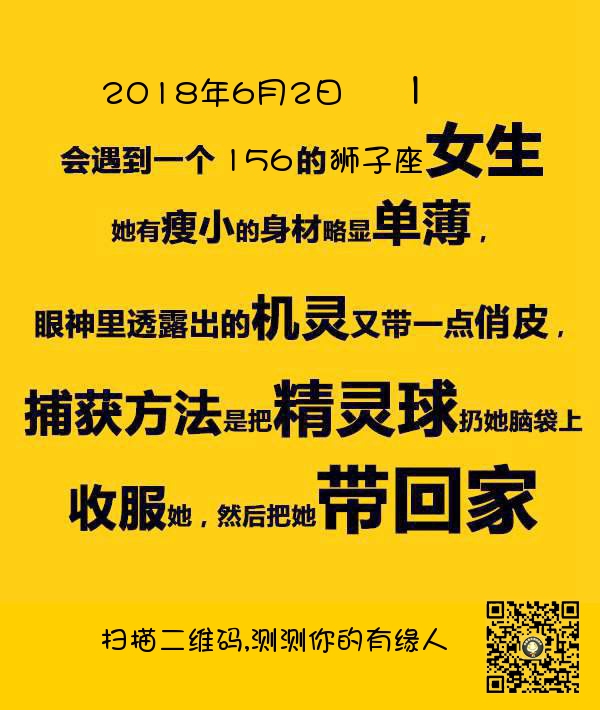 2018年6月2日 1
会遇到一个156的狮子座女生
她有瘦小的身材略显单薄，
眼神里透露出的机灵又带一点俏皮，
捕获方法是把精灵球扔她脑袋上
收服她，然后把她带回家
扫描二维码,测测你的有缘人